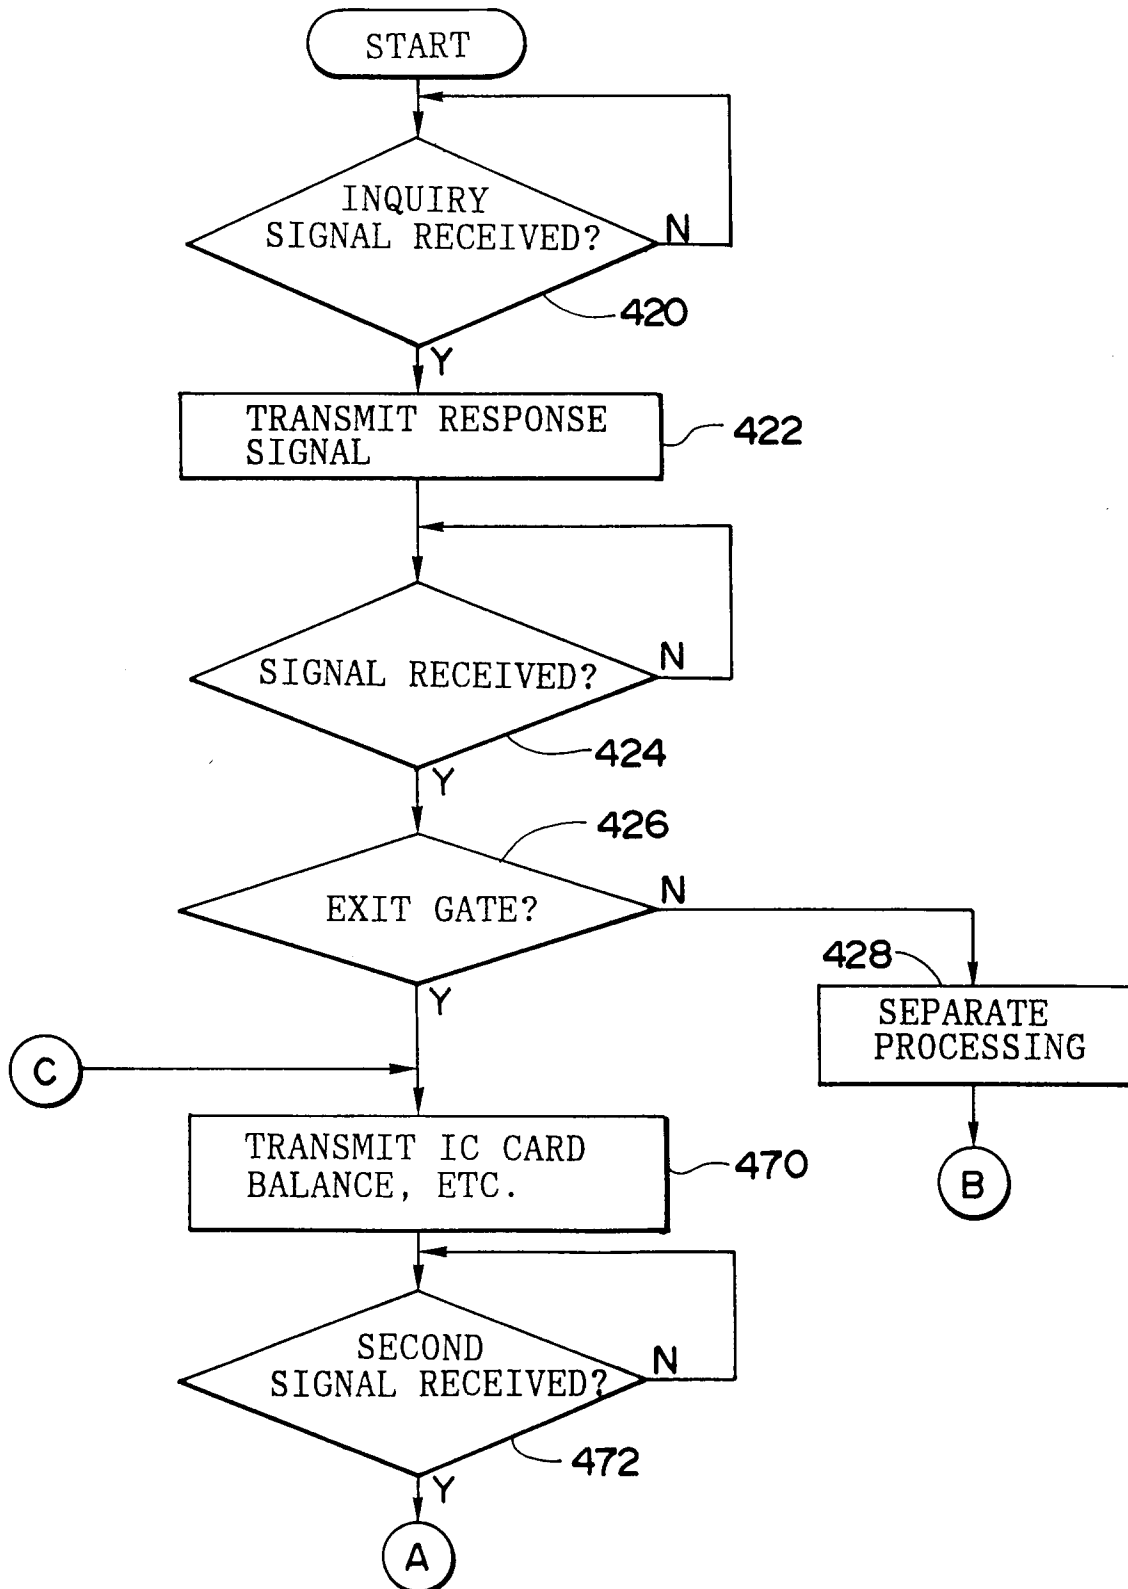 START
INQUIRY
SIGNAL RECEIVED?
N
420
Y
TRANSMIT RESPONSE
SIGNAL
422
SIGNAL RECEIVED?
N
424
Y
426
EXIT GATE?
N
428
Y
SEPARATE
PROCESSING
C
TRANSMIT IC CARD
BALANCE, ETC.
470
B
SECOND
SIGNAL RECEIVED?
N
472
Y
A